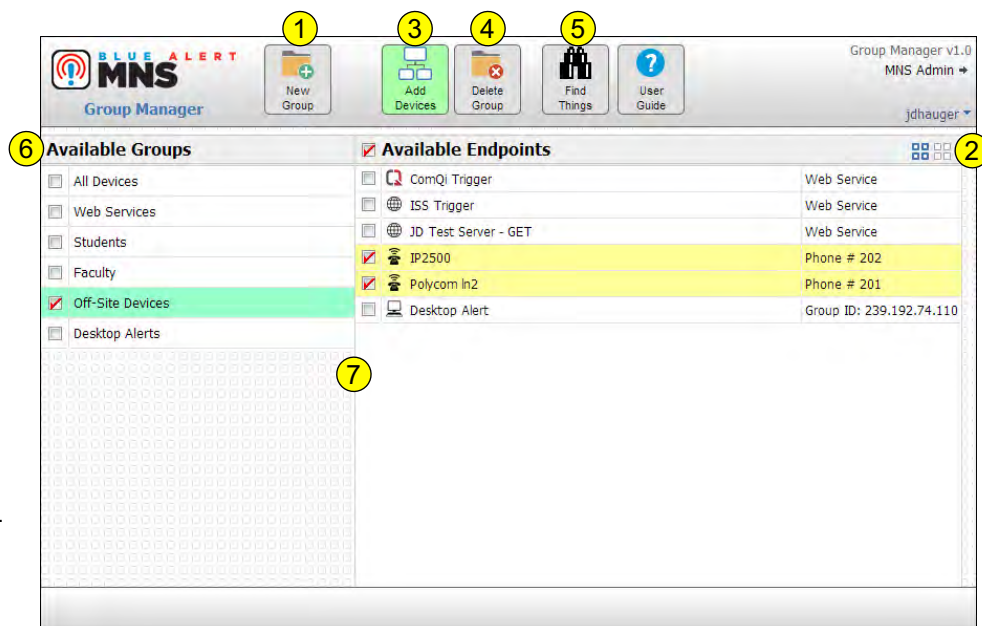 1
3
4
5
BLUE ALERT
MNS
Group Manager
New
Group
Add
Devices
Delete
Group
Find
Things
?
User
Guide
Group Manager v1.0
MNS Admin
jdhauger
6
Available Groups
Available Endpoints
2
All Devices
Web Services
Students
Faculty
Off-Site Devices
Desktop Alerts
ComQi Trigger Web Service
ISS Trigger Web Service
JD Test Server - GET Web Service
IP2500 Phone # 202
Polycom ln2 Phone # 201
Desktop Alert Group ID: 239.192.74.110
7